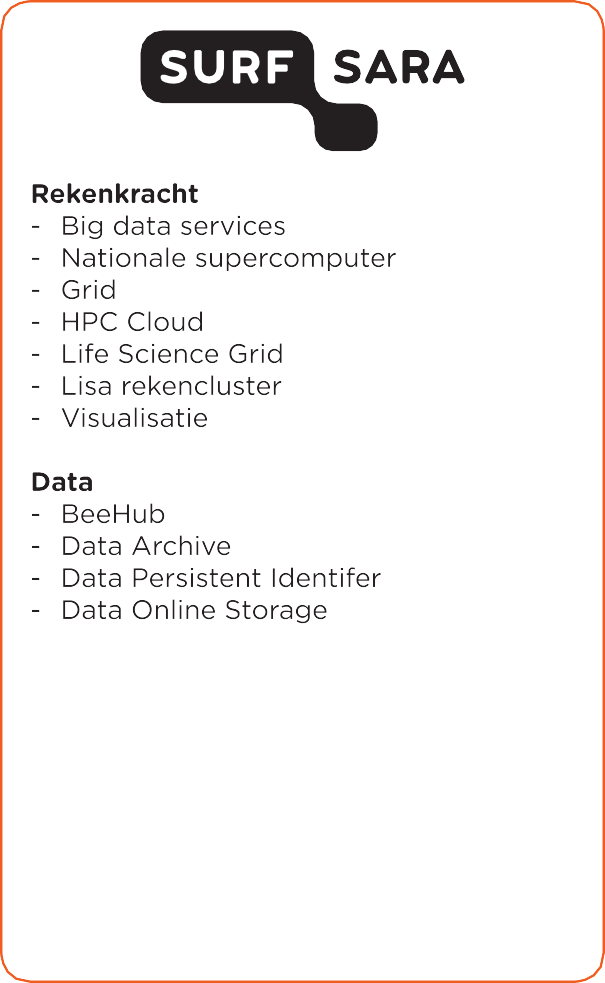 SURF SARA
Rekenkracht
- Big data services
- Nationale supercomputer
- Grid
- HPC Cloud
- Life Science Grid
- Lisa rekencluster
- Visualisatie
Data
- BeeHub
- Data Archive
- Data Persistent Identifer
- Data Online Storage